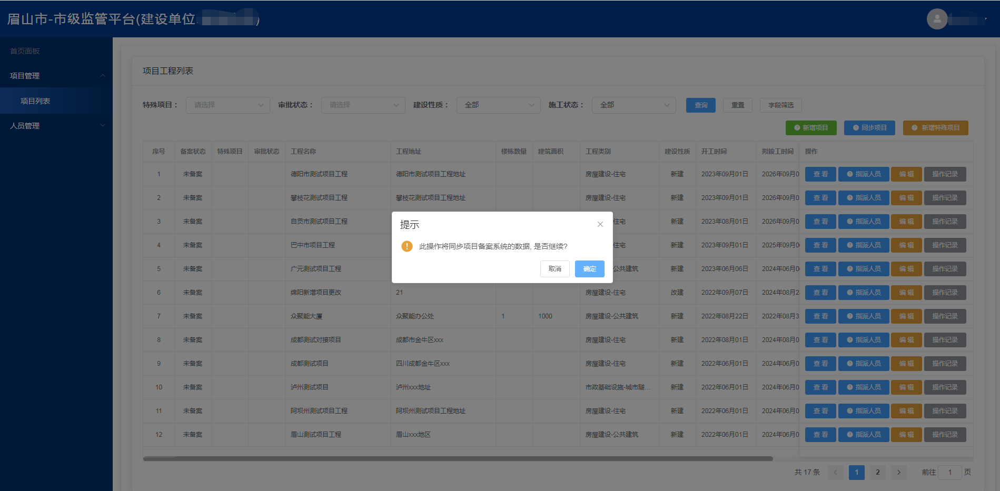 眉山市-市级监管平台(建设单位 )
首页面板
项目管理
项目列表
人员管理
项目工程列表
特殊项目： 请选择 审批状态： 请选择 建设性质： 全部 施工状态： 全部 查询 重置 字段筛选
新增项目 同步项目 新增特殊项目
序号 备案状态 特殊项目 审批状态 工程名称 工程地址 楼栋数量 建筑面积 工程类别 建设性质 开工时间 拟竣工时间 操作
1 未备案 德阳市测试项目工程 德阳市测试项目工程地址 房屋建设-住宅 新建 2023年09月01日 2026年09月0 查 看 指派人员 编 辑 操作记录
2 未备案 攀枝花测试项目工程 攀枝花测试项目工程地址 房屋建设-住宅 新建 2023年09月01日 2026年09月0 查 看 指派人员 编 辑 操作记录
3 未备案 自贡市测试项目工程 住宅 新建 2023年08月01日 2026年09月0 查 看 指派人员 编 辑 操作记录
4 未备案 巴中市项目工程 住宅 新建 2023年09月01日 2025年09月0 查 看 指派人员 编 辑 操作记录
5 未备案 广元测试项目工程 公共建筑 新建 2023年06月06日 2024年06月0 查 看 指派人员 编 辑 操作记录
6 未备案 绵阳新增项目更改 21 房屋建设-住宅 改建 2022年09月07日 2024年08月2 查 看 指派人员 编 辑 操作记录
7 未备案 众聚能大厦 众聚能办公处 1 1000 房屋建设-公共建筑 新建 2022年08月22日 2022年08月3 查 看 指派人员 编 辑 操作记录
8 未备案 成都测试对接项目 成都市金牛区xxx 房屋建设-住宅 新建 2022年08月01日 2024年08月0 查 看 指派人员 编 辑 操作记录
9 未备案 成都测试项目 四川成都金牛区xxx 房屋建设-住宅 新建 2022年06月01日 2024年06月0 查 看 指派人员 编 辑 操作记录
10 未备案 泸州测试项目 泸州xxx地址 市政基础设施-城市隧... 新建 2022年06月01日 2024年06月0 查 看 指派人员 编 辑 操作记录
11 未备案 阿坝州测试项目工程 阿坝州测试项目工程地址 房屋建设-住宅 新建 2022年06月01日 2024年06月0 查 看 指派人员 编 辑 操作记录
12 未备案 眉山测试项目工程 眉山xxx地区 房屋建设-公共建筑 新建 2022年06月01日 2024年06月0 查 看 指派人员 编 辑 操作记录
提示
此操作将同步项目备案系统的数据, 是否继续?
取消 确定
共 17 条 1 2 前往 1 页